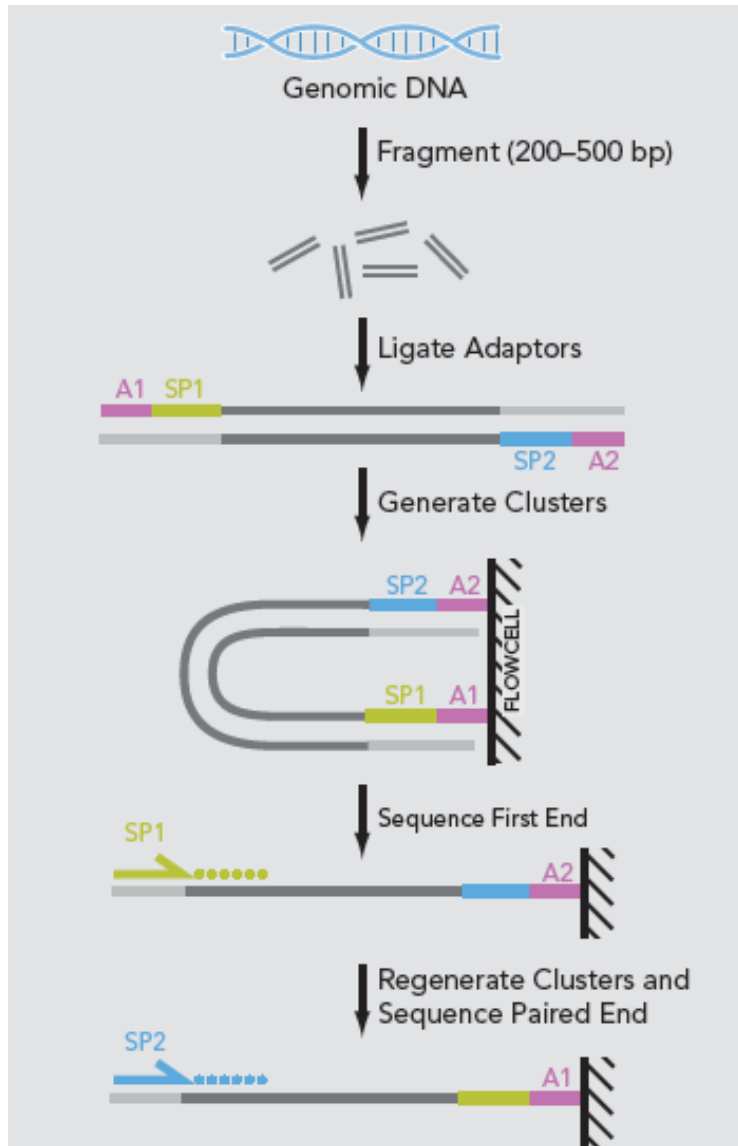 Genomic DNA
Fragment (200–500 bp)
Ligate Adaptors
A1 SP1
SP2 A2
Generate Clusters
SP2 A2
FLOWCELL
SP1 A1
Sequence First End
SP1
A2
Regenerate Clusters and
Sequence Paired End
SP2
A1